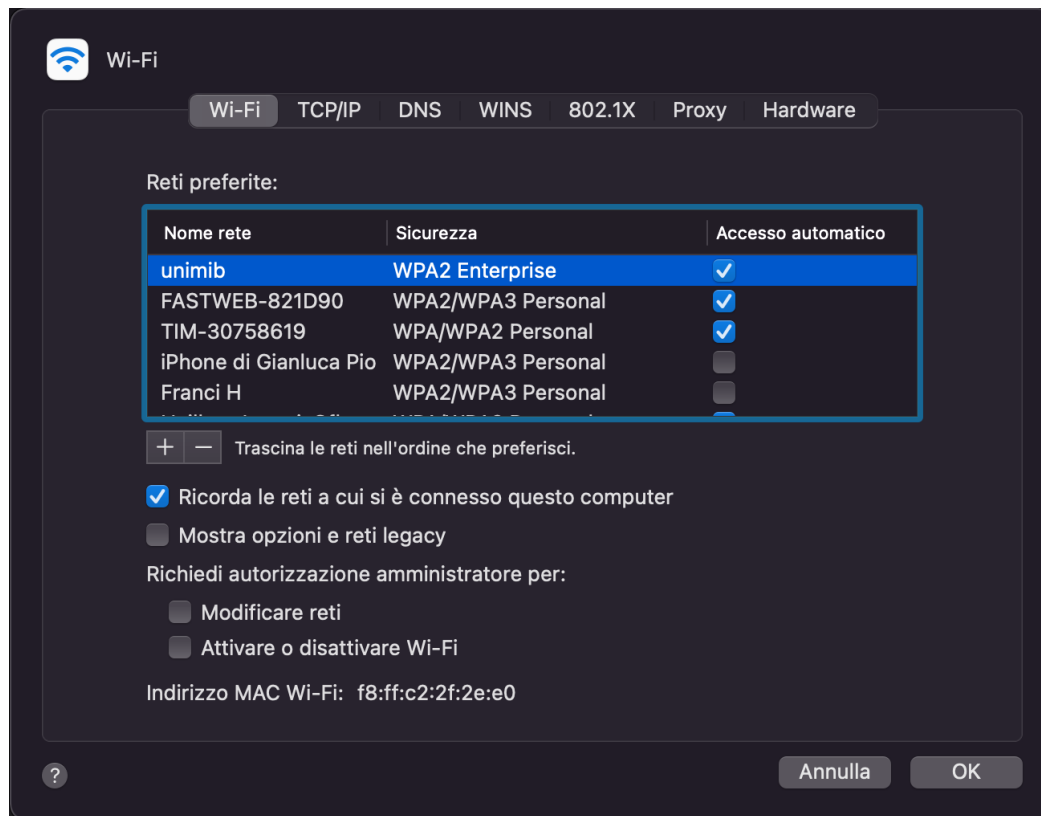 Wi-Fi
Wi-Fi TCP/IP DNS WINS 802.1X Proxy Hardware
Reti preferite:
Nome rete Sicurezza Accesso automatico
unimib WPA2 Enterprise
FASTWEB-821D90 WPA2/WPA3 Personal
TIM-30758619 WPA/WPA2 Personal
iPhone di Gianluca Pio WPA2/WPA3 Personal
Franci H WPA2/WPA3 Personal
+ − Trascina le reti nell'ordine che preferisci.
Ricorda le reti a cui si è connesso questo computer
Mostra opzioni e reti legacy
Richiedi autorizzazione amministratore per:
Modificare reti
Attivare o disattivare Wi-Fi
Indirizzo MAC Wi-Fi: f8:ff:c2:2f:2e:e0
? Annulla OK